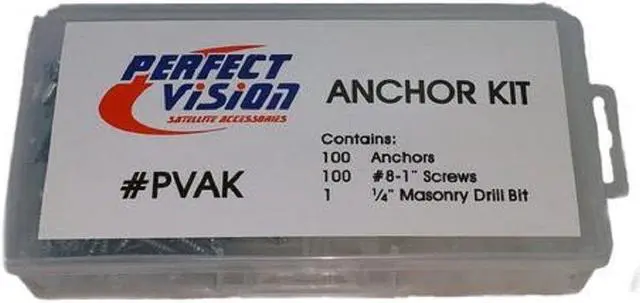 PERFECT
VISION
SATELLITE ACCESSORIES
#PVAK
ANCHOR KIT
Contains:
100 Anchors
100 #8-1" Screws
1 ¼" Masonry Drill Bit